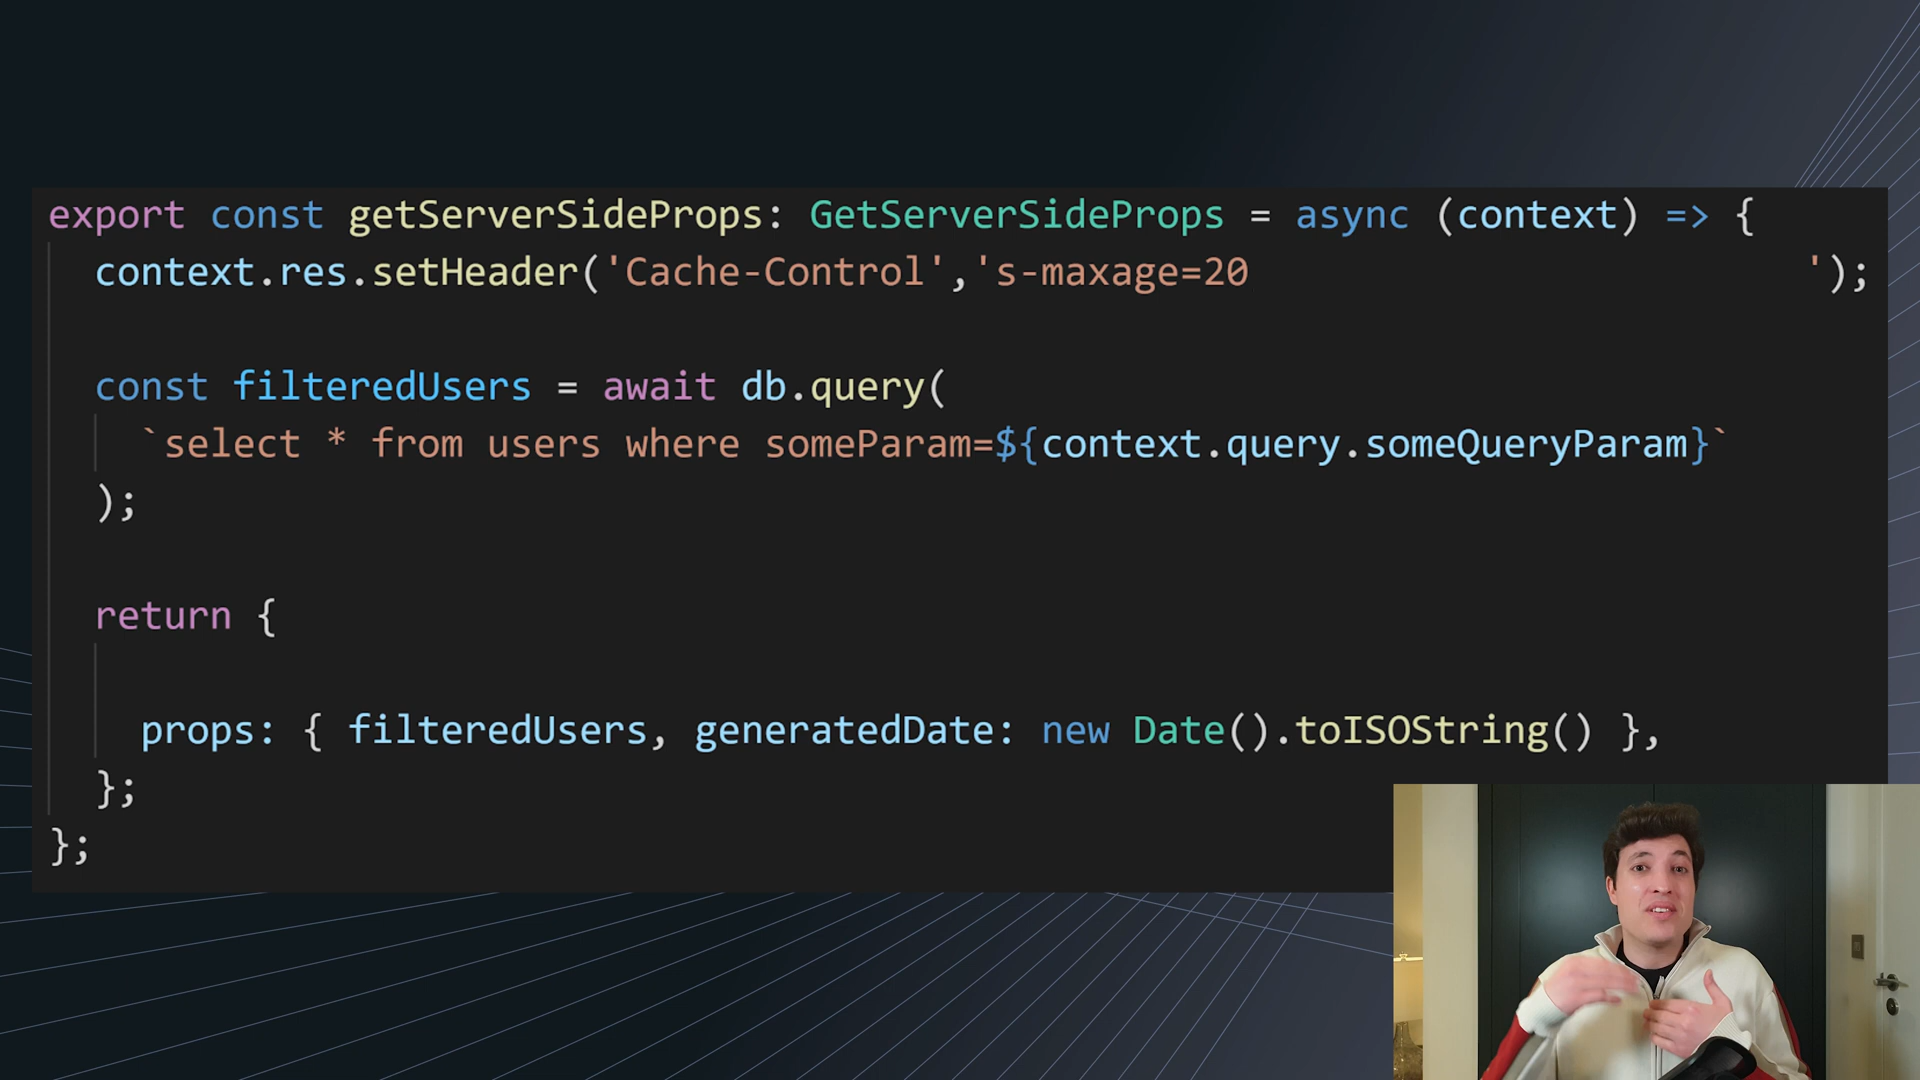 export const getServerSideProps: GetServerSideProps = async (context) => {
context.res.setHeader('Cache-Control','s-maxage=20                        ');
const filteredUsers = await db.query(
`select * from users where someParam=${context.query.someQueryParam}`
);
return {
props: { filteredUsers, generatedDate: new Date().toISOString() },
};
};